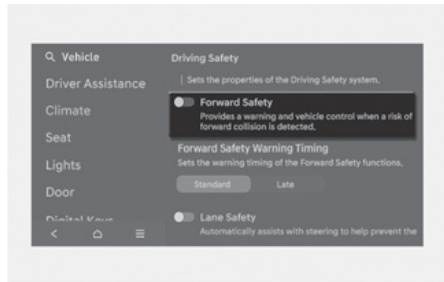 Vehicle
Driver Assistance
Climate
Seat
Lights
Door
Digital Keys
Driving Safety
Sets the properties of the Driving Safety system.
Forward Safety
Provides a warning and vehicle control when a risk of
forward collision is detected.
Forward Safety Warning Timing
Sets the warning timing of the Forward Safety functions.
Standard
Late
Lane Safety
Automatically assists with steering to help prevent the